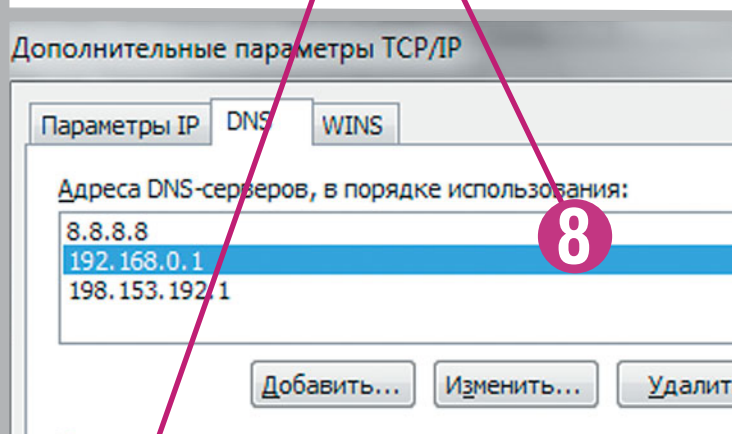 Дополнительные параметры TCP/IP
Параметры IP DNS WINS
Адреса DNS-серверов, в порядке использования:
8.8.8.8
192.168.0.1
8
198.153.192.1
Добавить... Изменить... Удалит